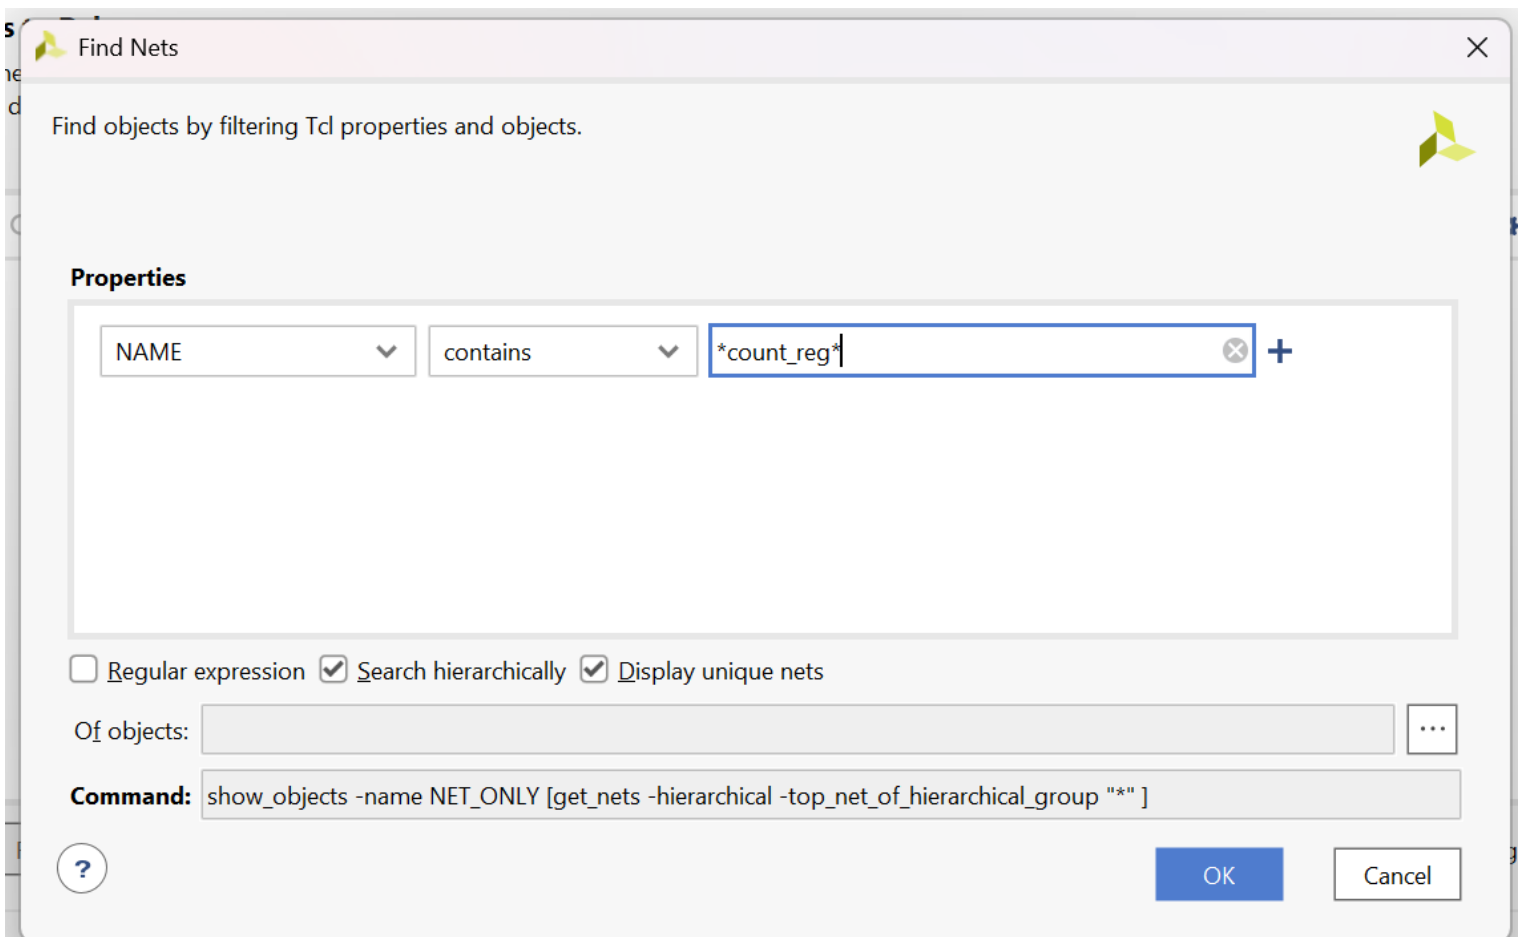 Find Nets
Find objects by filtering Tcl properties and objects.
Properties
NAME contains *count_reg*
Regular expression Search hierarchically Display unique nets
Of objects: ...
Command: show_objects -name NET_ONLY [get_nets -hierarchical -top_net_of_hierarchical_group "*" ]
? OK Cancel